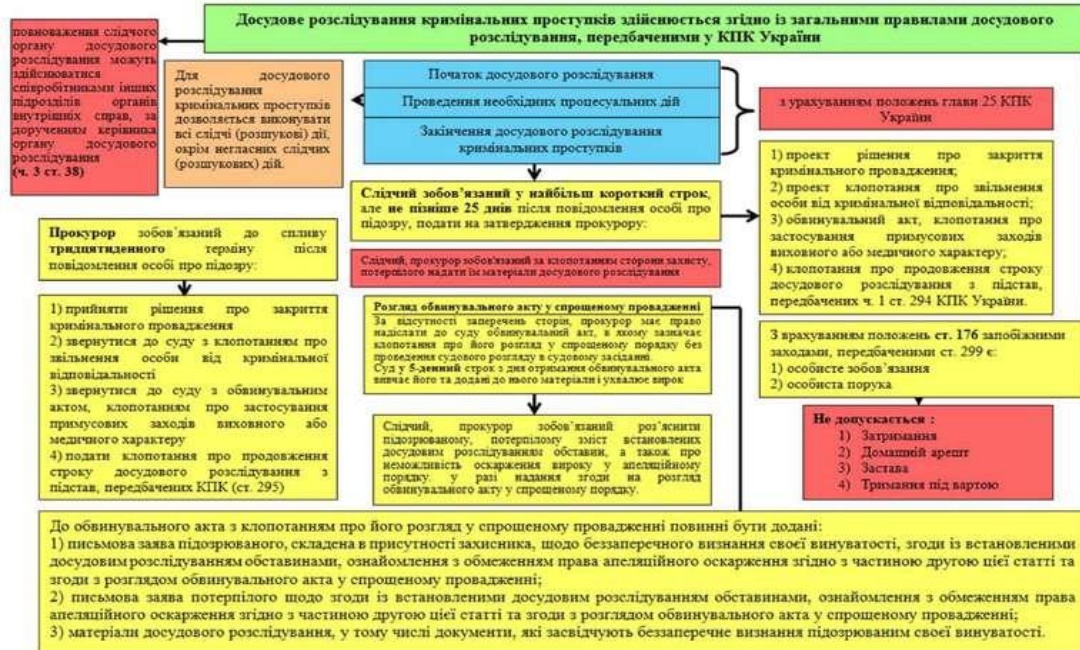 Досудове розслідування кримінальних проступків здійснюється згідно із загальними правилами досудового
розслідування, передбаченими у КПК України
повноваження слідчого
органу досудового
розслідування можуть
здійснюватися
співробітниками інших
підрозділів органів
внутрішніх справ, за
дорученням керівника
органу досудового
розслідування
(ч. 3 ст. 38)
Для досудового
розслідування
кримінальних проступків
дозволяється виконувати
всі слідчі (розшукові) дії,
окрім негласних слідчих
(розшукових) дій.
Початок досудового розслідування
Проведення необхідних процесуальних дій
Закінчення досудового розслідування
кримінальних проступків
з урахуванням положень глави 25 КПК
України
Слідчий зобов'язаний у найбільш короткий строк,
але не пізніше 25 днів після повідомлення особі про
підозру, подати на затвердження прокурору:
1) проект рішення про закриття
кримінального провадження;
2) проект клопотання про звільнення
особи від кримінальної відповідальності;
3) обвинувальний акт, клопотання про
застосування примусових заходів
виховного або медичного характеру;
4) клопотання про продовження строку
досудового розслідування з підстав,
передбачених ч. 1 ст. 294 КПК України.
Прокурор зобов'язаний до спливу
тридцятиденного терміну після
повідомлення особі про підозру:
Слідчий, прокурор зобов'язаний за клопотанням сторони захисту,
потерпілого надати їм матеріали досудового розслідування
1) прийняти рішення про закриття
кримінального провадження
2) звернутися до суду з клопотанням про
звільнення особи від кримінальної
відповідальності
3) звернутися до суду з обвинувальним
актом, клопотанням про застосування
примусових заходів виховного або
медичного характеру
4) подати клопотання про продовження
строку досудового розслідування з
підстав, передбачених КПК (ст. 295)
Розгляд обвинувального акту у спрощеному провадженні
За відсутності заперечень сторін, прокурор має право
надіслати до суду обвинувальний акт, в якому зазначає
клопотання про його розгляд у спрощеному порядку без
проведення судового розгляду в судовому засіданні.
Суд у 5-денний строк з дня отримання обвинувального акта
вивчає його та додані до нього матеріали і ухвалює вирок
Слідчий, прокурор зобов'язаний роз'яснити
підозрюваному, потерпілому зміст встановлених
досудовим розслідуванням обставин, а також про
неможливість оскарження вироку у апеляційному
порядку. у разі надання згоди на розгляд
обвинувального акту у спрощеному порядку.
З врахуванням положень ст. 176 запобіжними
заходами, передбаченими ст. 299 є:
1) особисте зобов'язання
2) особиста порука
Не допускається :
1) Затримання
2) Домашній арешт
3) Застава
4) Тримання під вартою
До обвинувального акта з клопотанням про його розгляд у спрощеному провадженні повинні бути додані:
1) письмова заява підозрюваного, складена в присутності захисника, щодо беззаперечного визнання своєї винуватості, згоди із встановленими
досудовим розслідуванням обставинами, ознайомлення з обмеженням права апеляційного оскарження згідно з частиною другою цієї статті та
згоди з розглядом обвинувального акта у спрощеному провадженні;
2) письмова заява потерпілого щодо згоди із встановленими досудовим розслідуванням обставинами, ознайомлення з обмеженням права
апеляційного оскарження згідно з частиною другою цієї статті та згоди з розглядом обвинувального акта у спрощеному провадженні;
3) матеріали досудового розслідування, у тому числі документи, які засвідчують беззаперечне визнання підозрюваним своєї винуватості.